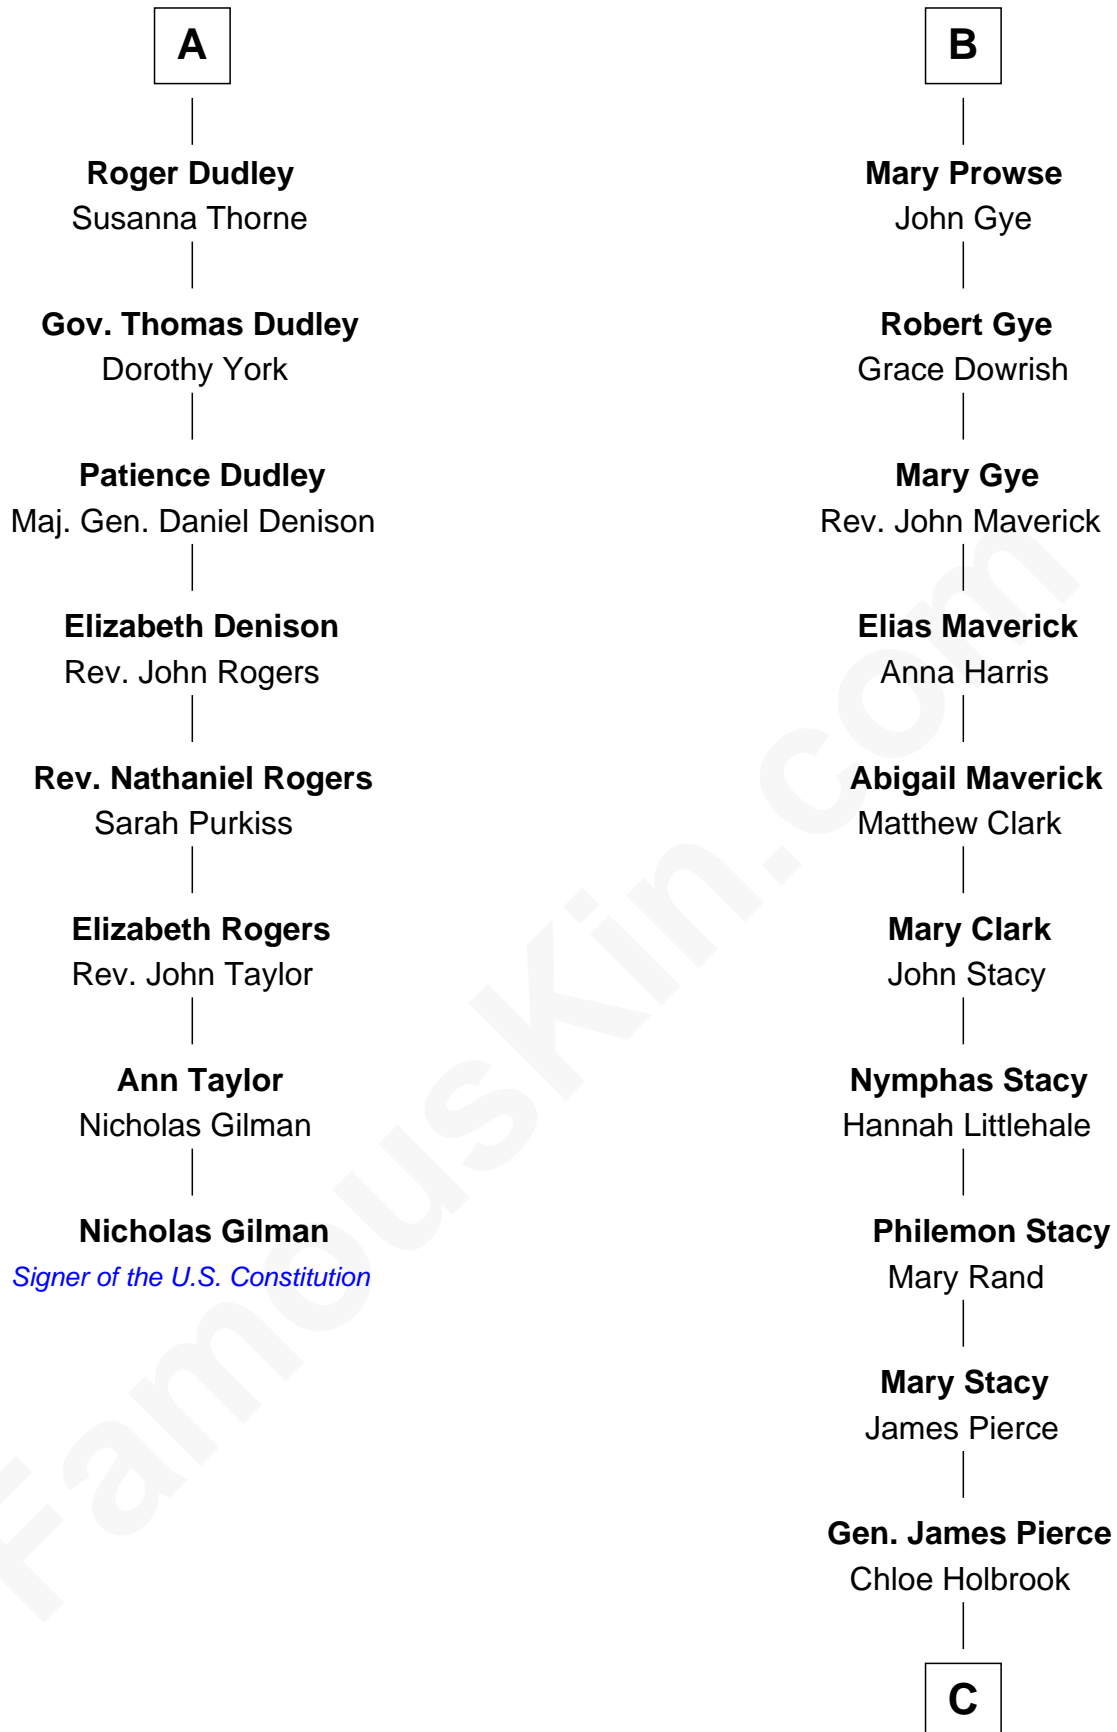 A
Roger Dudley
Susanna Thorne
Gov. Thomas Dudley
Dorothy York
Patience Dudley
Maj. Gen. Daniel Denison
Elizabeth Denison
Rev. John Rogers
Rev. Nathaniel Rogers
Sarah Purkiss
Elizabeth Rogers
Rev. John Taylor
Ann Taylor
Nicholas Gilman
Nicholas Gilman
Signer of the U.S. Constitution
B
Mary Prowse
John Gye
Robert Gye
Grace Dowrish
Mary Gye
Rev. John Maverick
Elias Maverick
Anna Harris
Abigail Maverick
Matthew Clark
Mary Clark
John Stacy
Nymphas Stacy
Hannah Littlehale
Philemon Stacy
Mary Rand
Mary Stacy
James Pierce
Gen. James Pierce
Chloe Holbrook
C
FamousKin.com